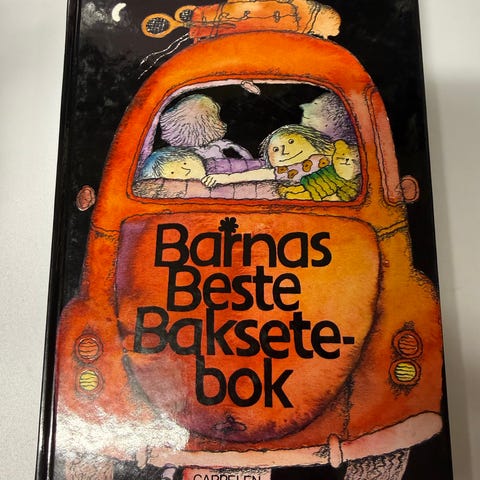 Barnas
Beste
Baksete-
bok
CAPPELEN